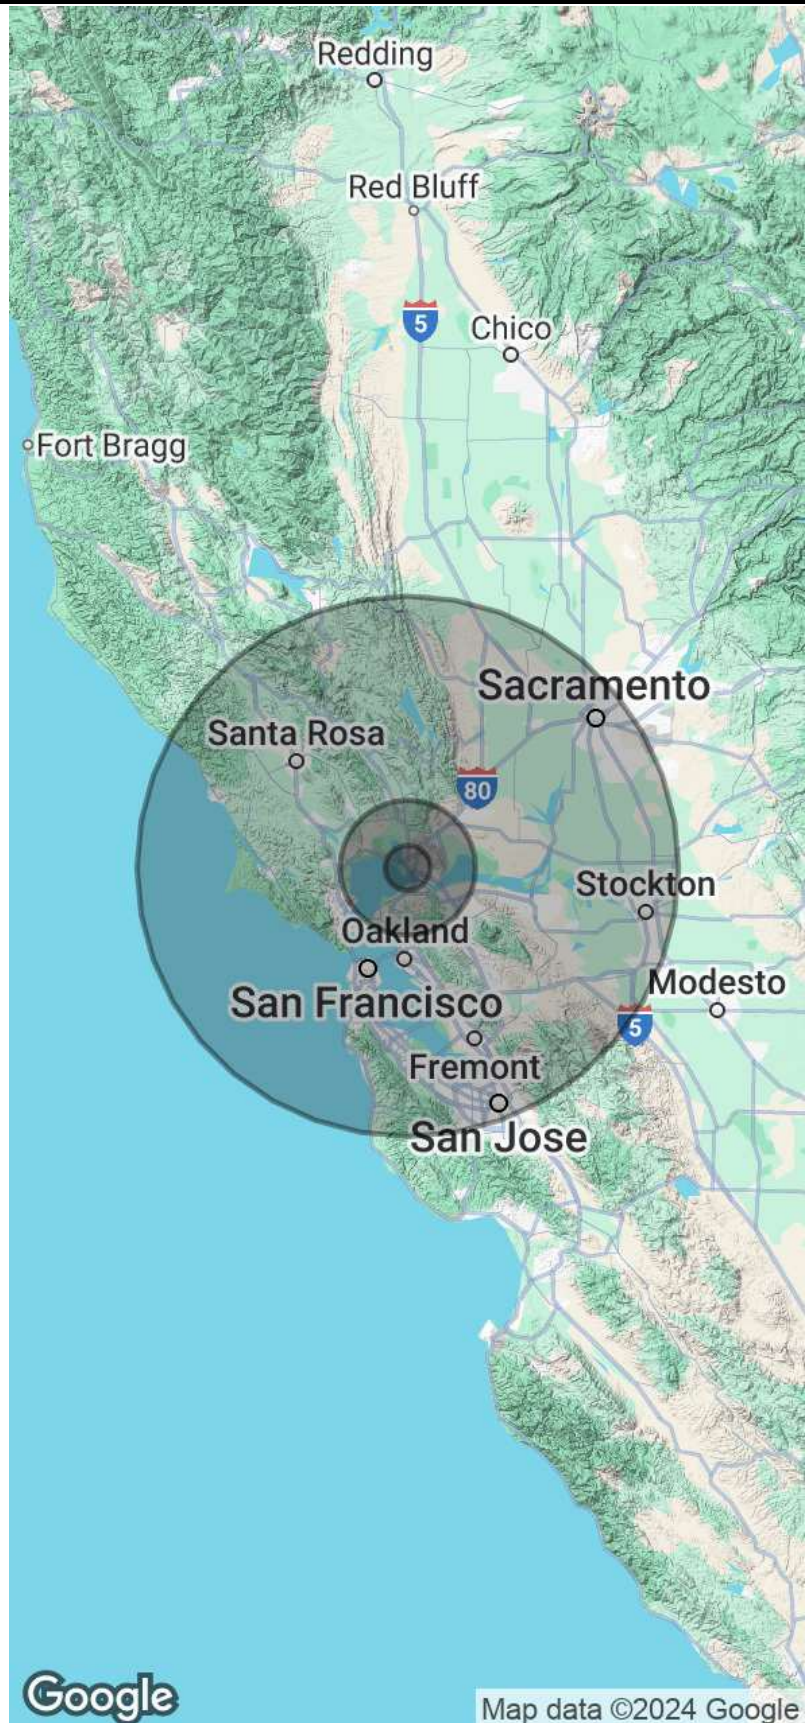 Redding
Red Bluff
5
Chico
Fort Bragg
Sacramento
Santa Rosa
80
Stockton
Oakland
Modesto
San Francisco
5
Fremont
San Jose
Google
Map data ©2024 Google